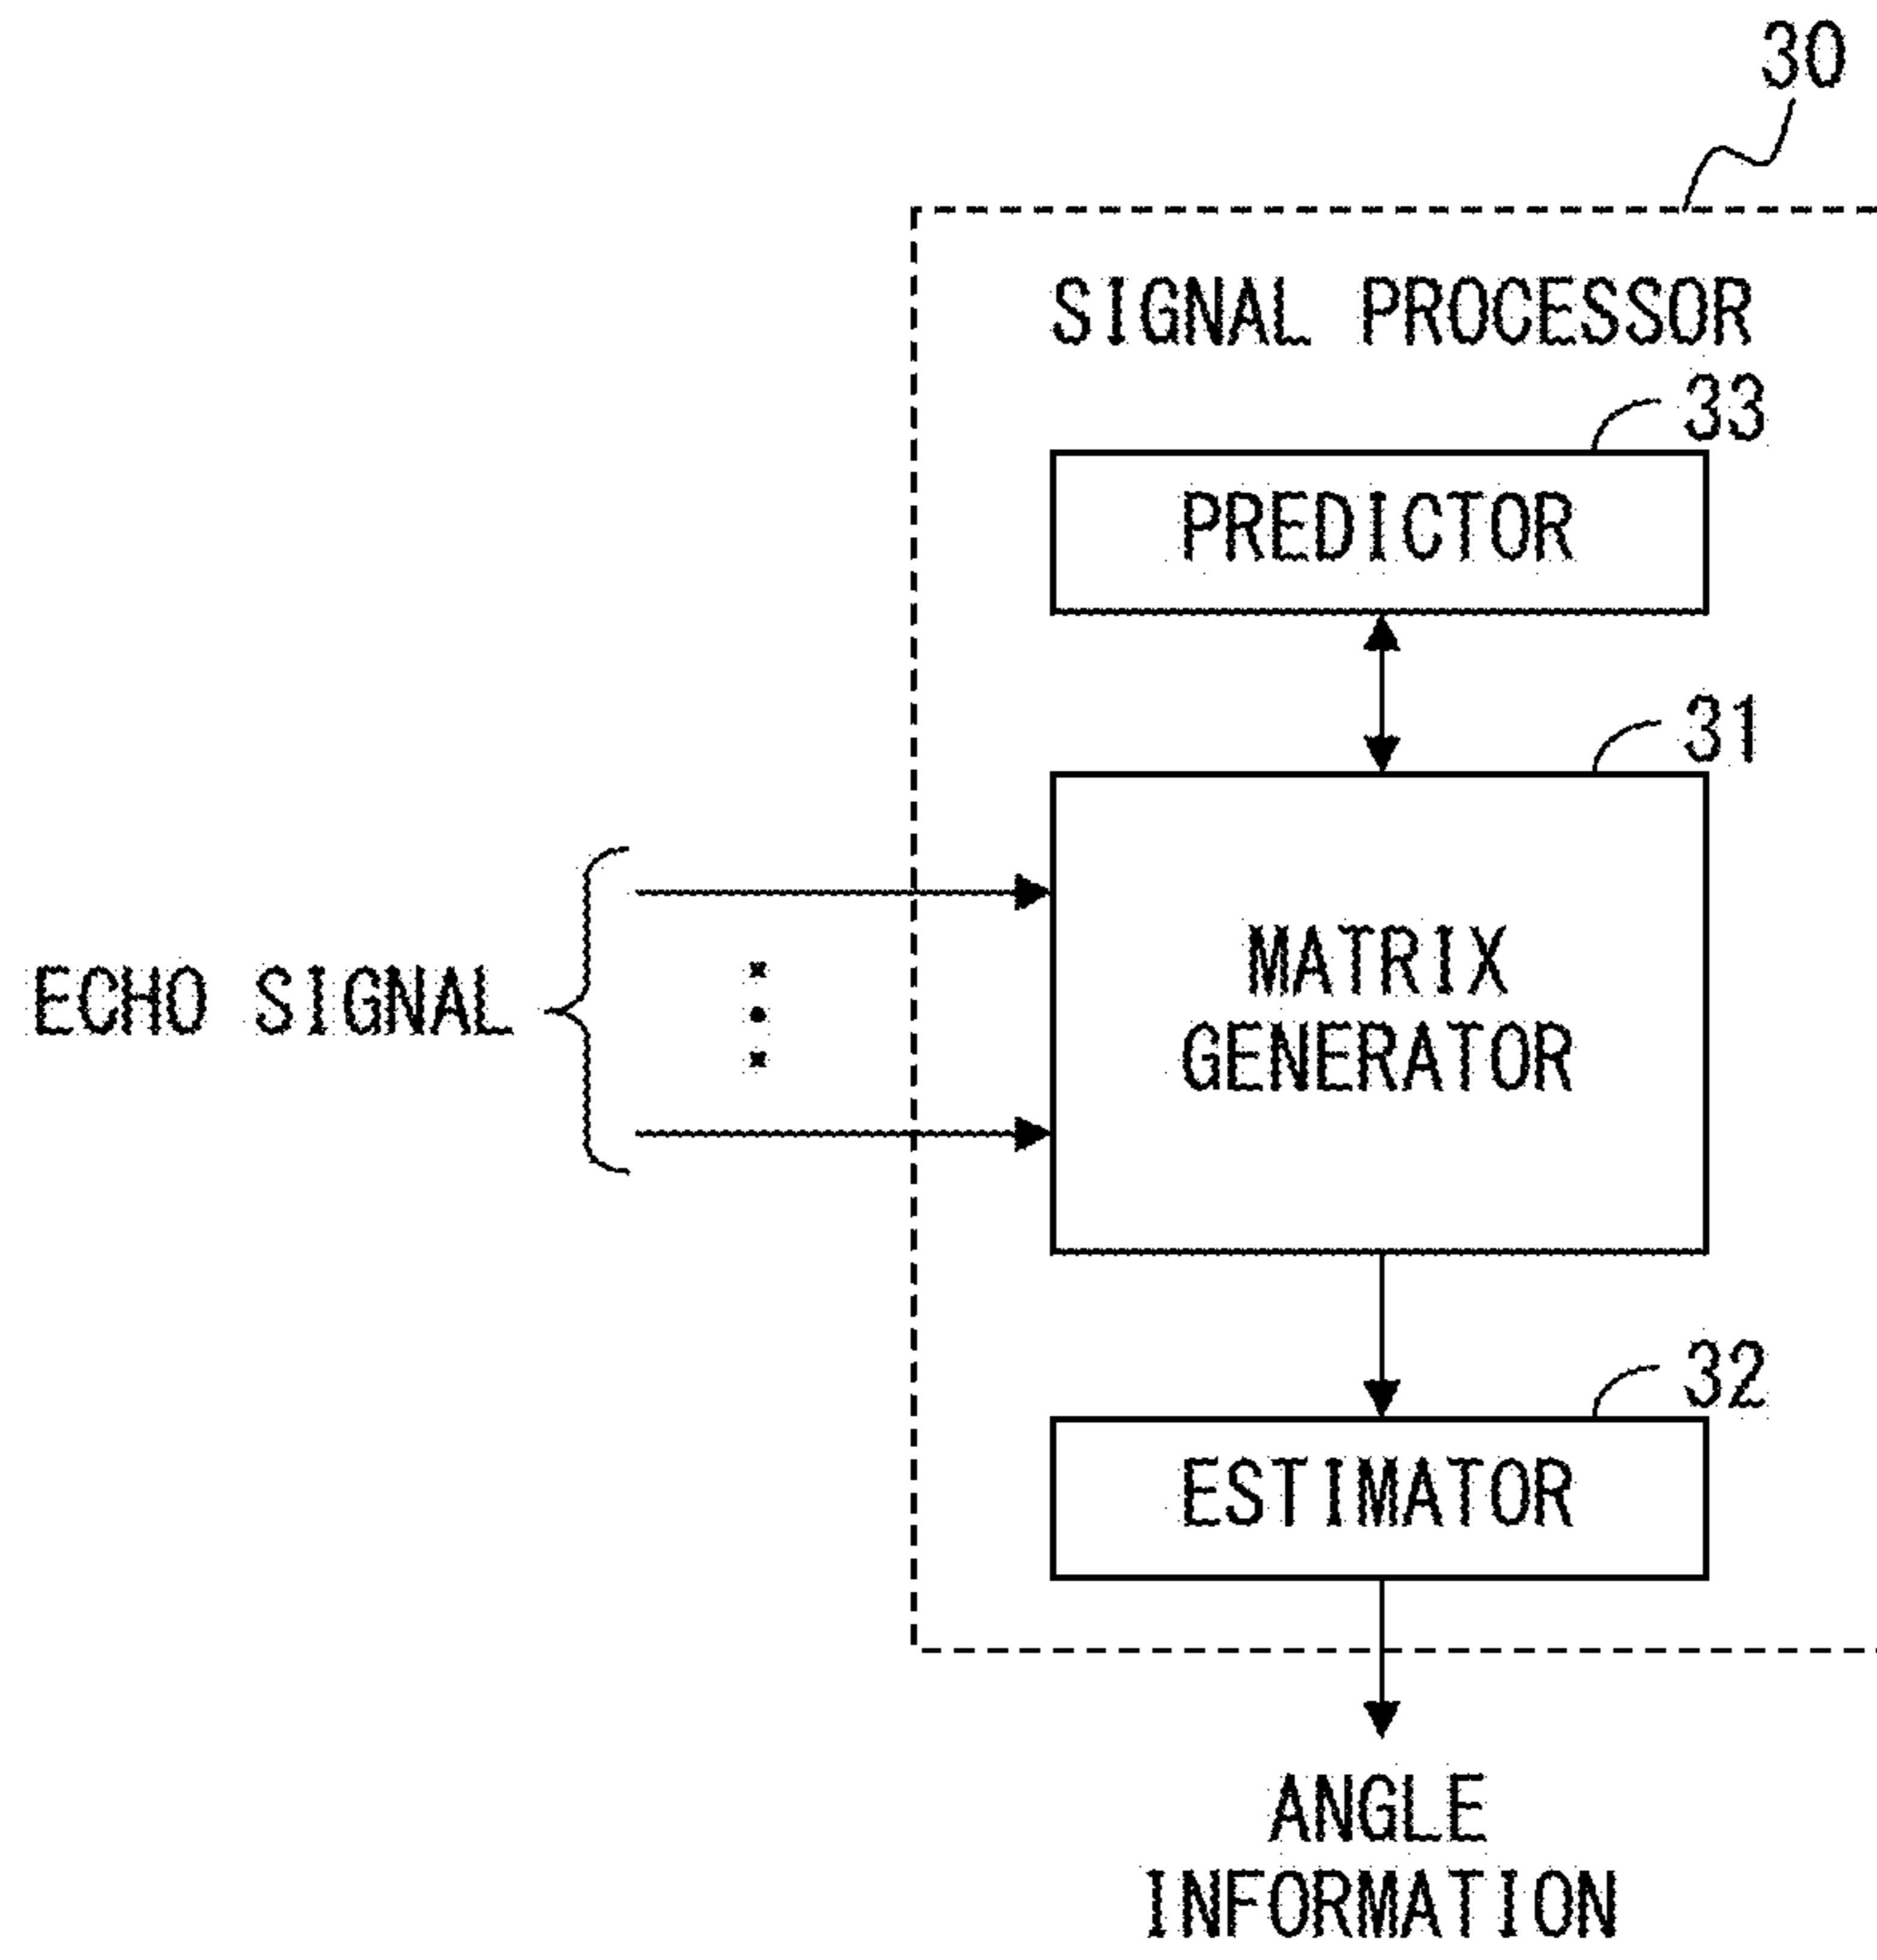 30
SIGNAL PROCESSOR
33
PREDICTOR
31
ECHO SIGNAL
MATRIX
GENERATOR
32
ESTIMATOR
ANGLE
INFORMATION